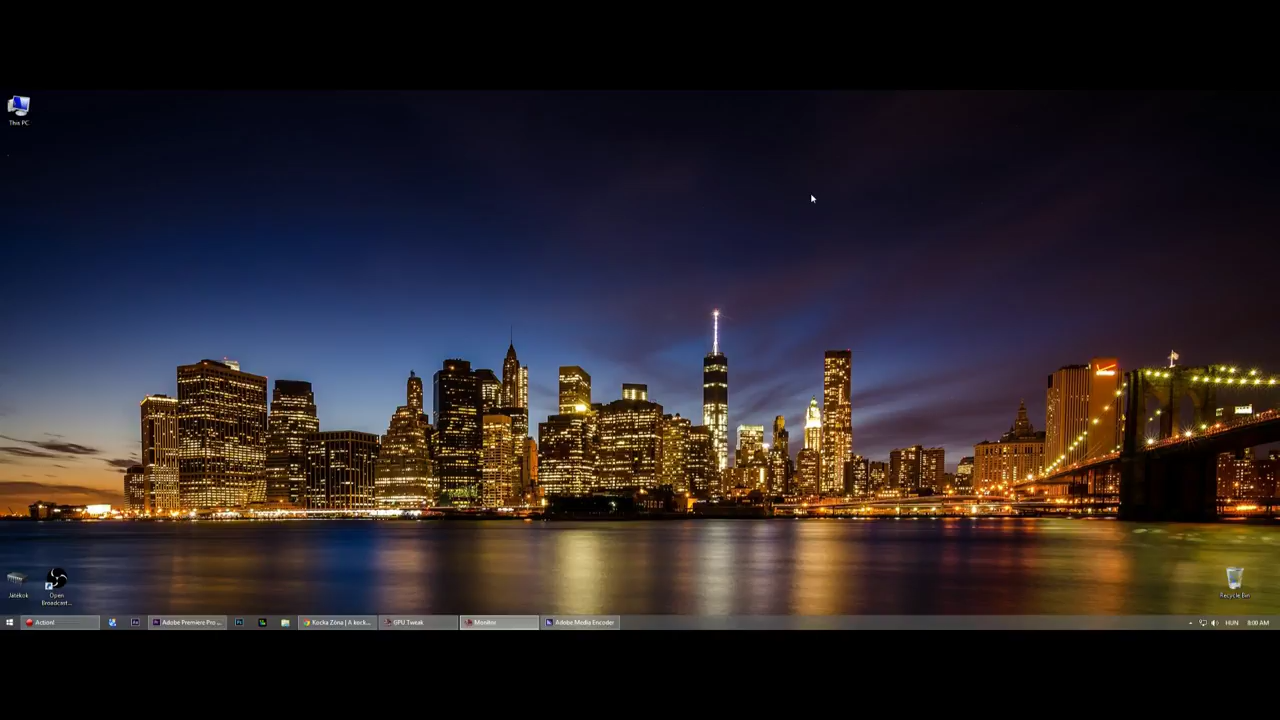 This PC
Játékok
Open
Broadcast...
Recycle Bin
Action!
Adobe Premiere Pro ...
Kocka Zóna | A kock...
GPU Tweak
Monitor
Adobe Media Encoder
HUN
8:00 AM